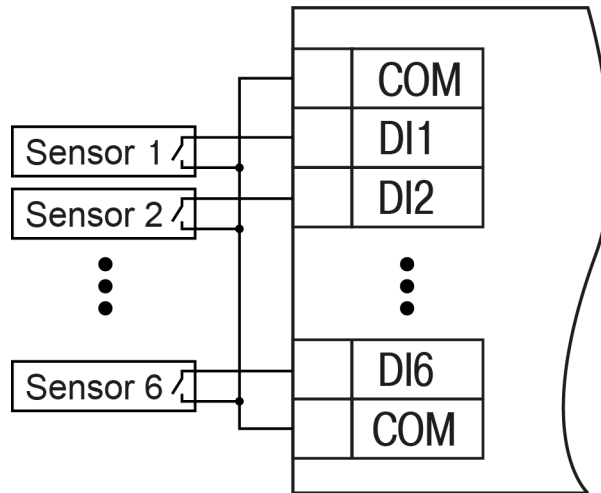 COM
Sensor 1
DI1
Sensor 2
DI2
Sensor 6
DI6
COM